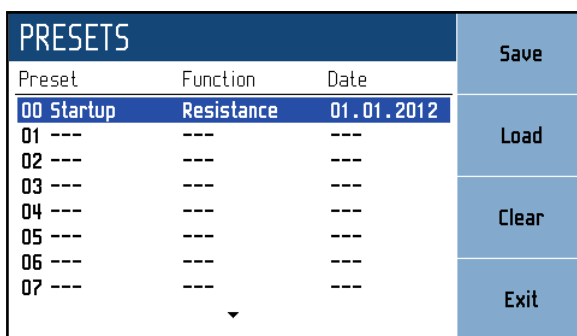 PRESETS
Preset Function Date
00 Startup Resistance 01.01.2012
01 --- --- ---
02 --- --- ---
03 --- --- ---
04 --- --- ---
05 --- --- ---
06 --- --- ---
07 --- --- ---
Save
Load
Clear
Exit